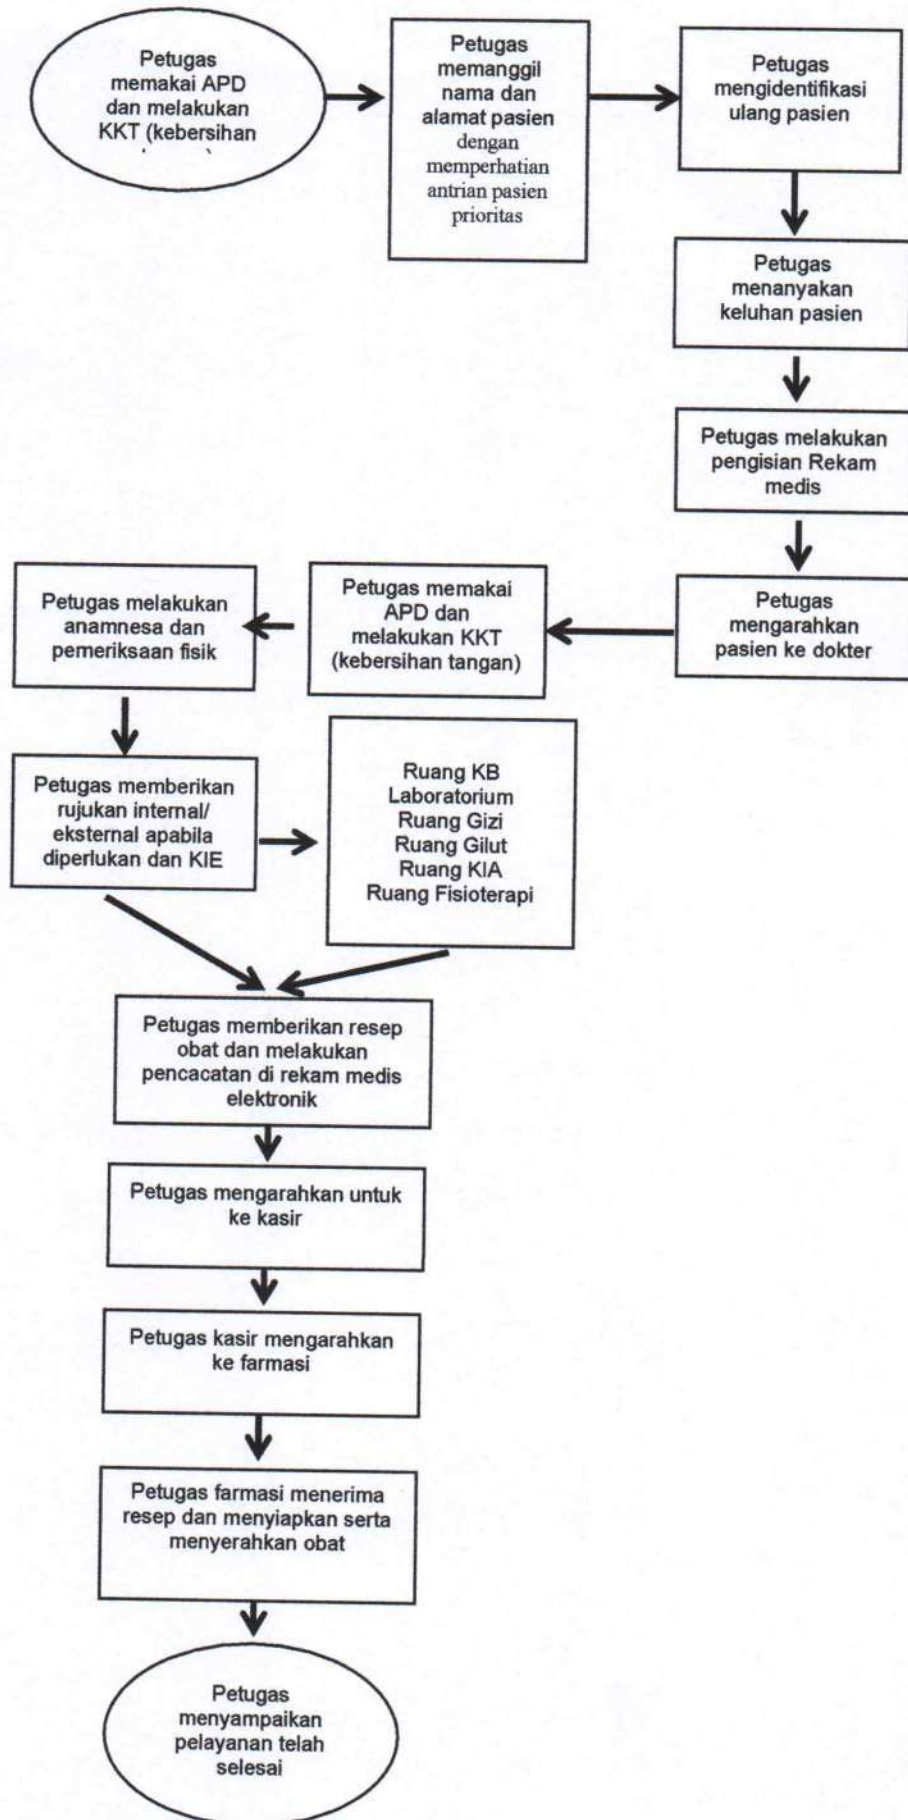 Petugas
memakai APD
dan melakukan
KKT (kebersihan
Petugas
memanggil
nama dan
alamat pasien
dengan
memperhatian
antrian pasien
prioritas
Petugas
mengidentifikasi
ulang pasien
Petugas
menanyakan
keluhan pasien
Petugas melakukan
pengisian Rekam
medis
Petugas
mengarahkan
pasien ke dokter
Petugas memakai
APD dan
melakukan KKT
(kebersihan tangan)
Petugas melakukan
anamnesa dan
pemeriksaan fisik
Petugas memberikan
rujukan internal/
eksternal apabila
diperlukan dan KIE
Ruang KB
Laboratorium
Ruang Gizi
Ruang Gilut
Ruang KIA
Ruang Fisioterapi
Petugas memberikan resep
obat dan melakukan
pencacatan di rekam medis
elektronik
Petugas mengarahkan untuk
ke kasir
Petugas kasir mengarahkan
ke farmasi
Petugas farmasi menerima
resep dan menyiapkan serta
menyerahkan obat
Petugas
menyampaikan
pelayanan telah
selesai